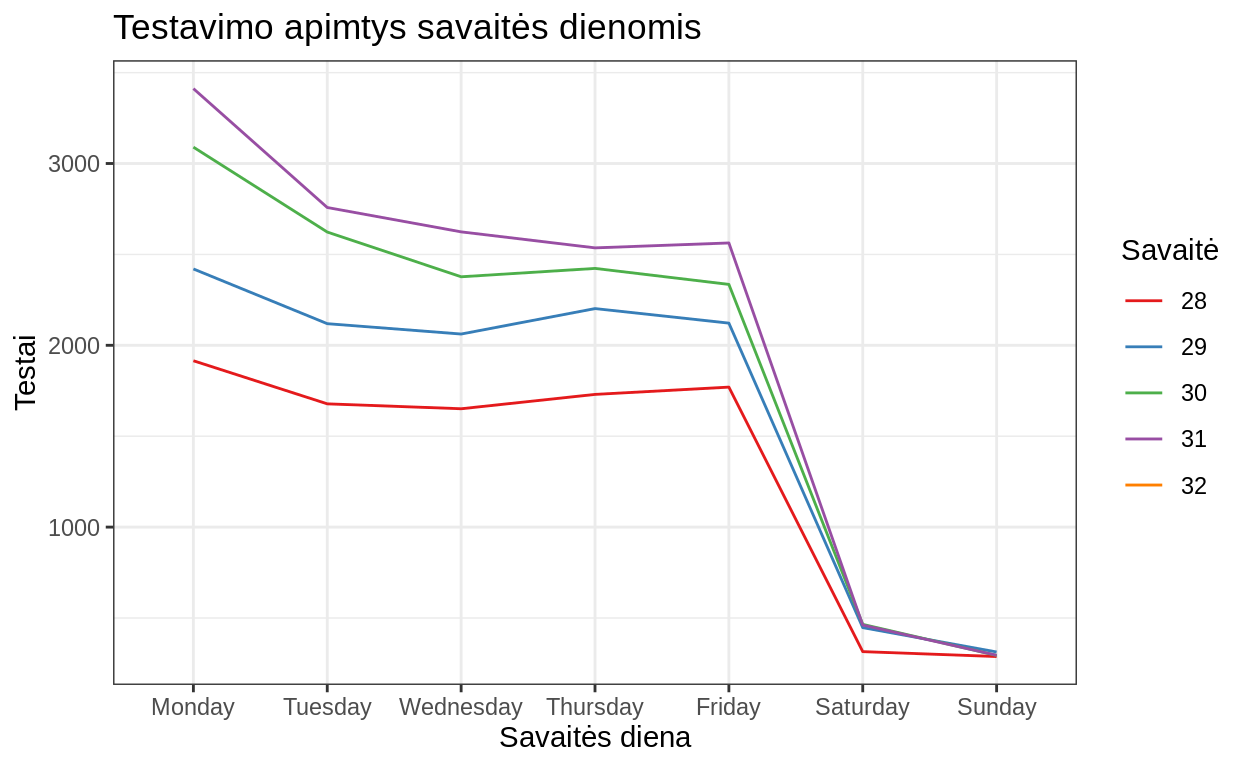 Testavimo apimtys savaitės dienomis
3000
2000
1000
Testai
Monday Tuesday Wednesday Thursday Friday Saturday Sunday
Savaitės diena
Savaitė
28
29
30
31
32